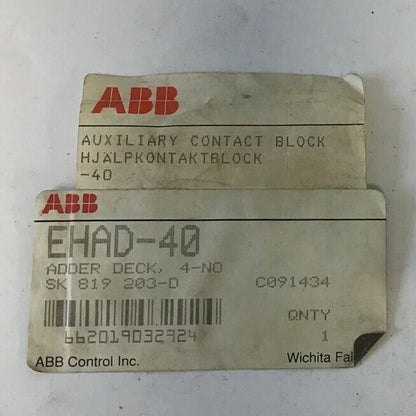 ABB
AUXILIARY CONTACT BLOCK
HJÄLPKONTAKTBLOCK
-40
ABB
EHAD-40
ADDER DECK, 4-NO
SK 819 203-D C091434
QNTY
662019032924 1
ABB Control Inc. Wichita